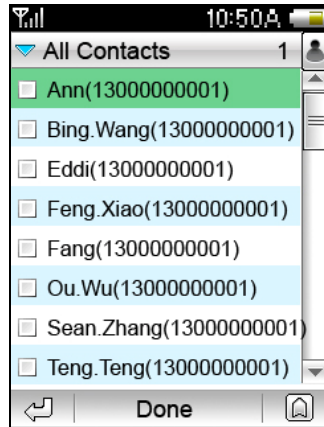 10:50A
All Contacts 1
Ann(13000000001)
Bing.Wang(13000000001)
Eddi(13000000001)
Feng.Xiao(13000000001)
Fang(13000000001)
Ou.Wu(13000000001)
Sean.Zhang(13000000001)
Teng.Teng(13000000001)
Done